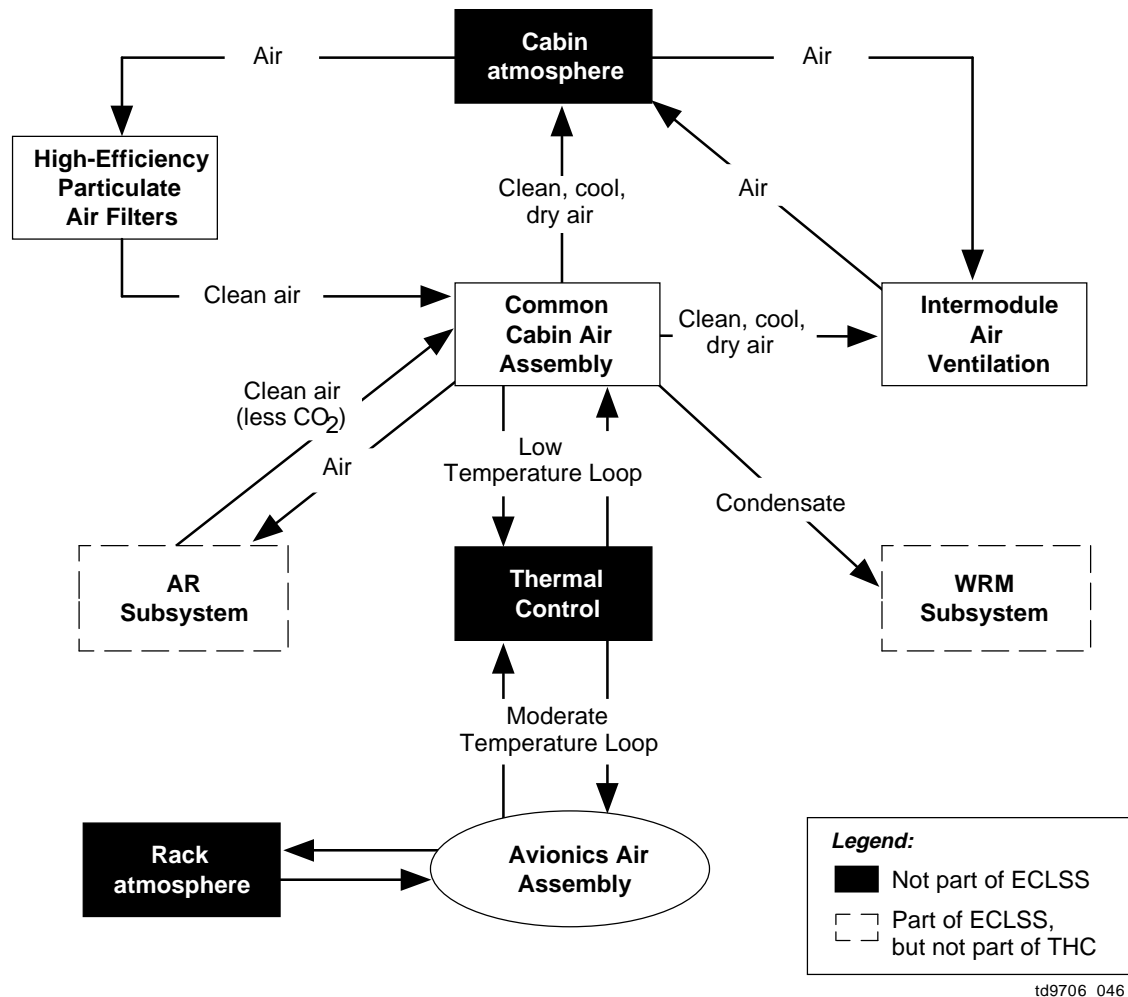 Cabin
atmosphere
Air
Air
High-Efficiency
Particulate
Air Filters
Clean, cool,
dry air
Air
Clean air
Common
Cabin Air
Assembly
Clean, cool,
dry air
Intermodule
Air
Ventilation
Clean air
(less CO2)
Air
Low
Temperature Loop
Condensate
AR
Subsystem
Thermal
Control
WRM
Subsystem
Moderate
Temperature Loop
Rack
atmosphere
Avionics Air
Assembly
Legend:
Not part of ECLSS
Part of ECLSS,
but not part of THC
td9706_046